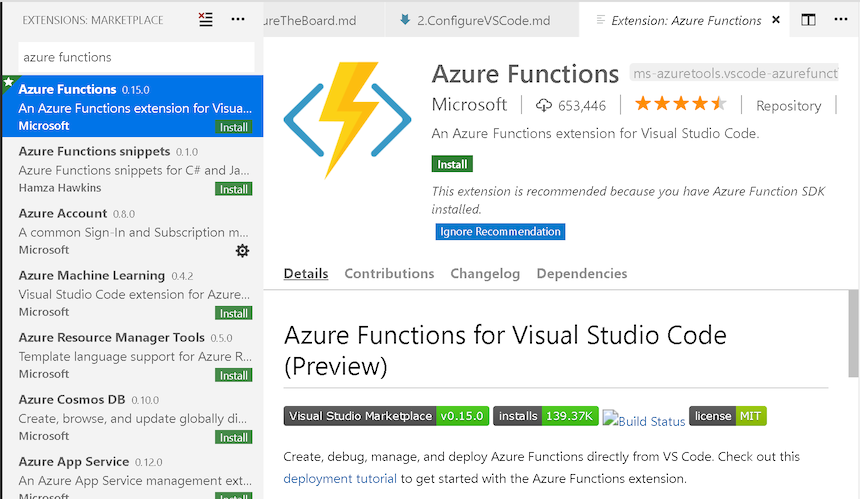 EXTENSIONS: MARKETPLACE
ureTheBoard.md
2.ConfigureVSCode.md
Extension: Azure Functions
azure functions
Azure Functions 0.15.0
An Azure Functions extension for Visua...
Microsoft
Install
Azure Functions snippets 0.1.0
Azure Functions snippets for C# and Ja...
Hamza Hawkins
Install
Azure Account 0.8.0
A common Sign-In and Subscription m...
Microsoft
Azure Machine Learning 0.4.2
Visual Studio Code extension for Azure...
Microsoft
Install
Azure Resource Manager Tools 0.5.0
Template language support for Azure R...
Microsoft
Install
Azure Cosmos DB 0.10.0
Create, browse, and update globally di...
Microsoft
Install
Azure App Service 0.12.0
An Azure App Service management ext...
Microsoft
Install
Azure Functions ms-azuretools.vscode-azurefunct
Microsoft 653,446 Repository
An Azure Functions extension for Visual Studio Code.
Install
This extension is recommended because you have Azure Function SDK
installed.
Ignore Recommendation
Details Contributions Changelog Dependencies
Azure Functions for Visual Studio Code
(Preview)
Visual Studio Marketplace v0.15.0 installs 139.37K Build Status license MIT
Create, debug, manage, and deploy Azure Functions directly from VS Code. Check out this
deployment tutorial to get started with the Azure Functions extension.